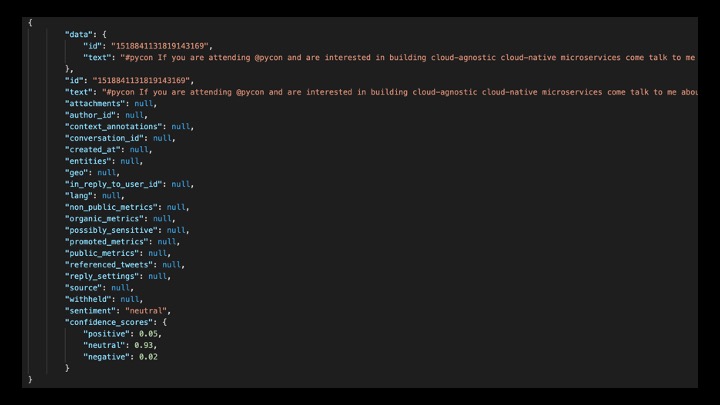 {
"data": {
"id": "1518841131819143169",
"text": "#pycon If you are attending @pycon and are interested in building cloud-agnostic cloud-native microservices come talk to me
},
"id": "1518841131819143169",
"text": "#pycon If you are attending @pycon and are interested in building cloud-agnostic cloud-native microservices come talk to me abou
"attachments": null,
"author_id": null,
"context_annotations": null,
"conversation_id": null,
"created_at": null,
"entities": null,
"geo": null,
"in_reply_to_user_id": null,
"lang": null,
"non_public_metrics": null,
"organic_metrics": null,
"possibly_sensitive": null,
"promoted_metrics": null,
"public_metrics": null,
"referenced_tweets": null,
"reply_settings": null,
"source": null,
"withheld": null,
"sentiment": "neutral",
"confidence_scores": {
"positive": 0.05,
"neutral": 0.93,
"negative": 0.02
}
}